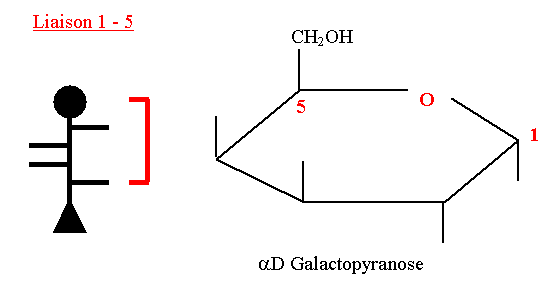 Liaison 1 - 5
CH₂OH
5
O
1
αD Galactopyranose